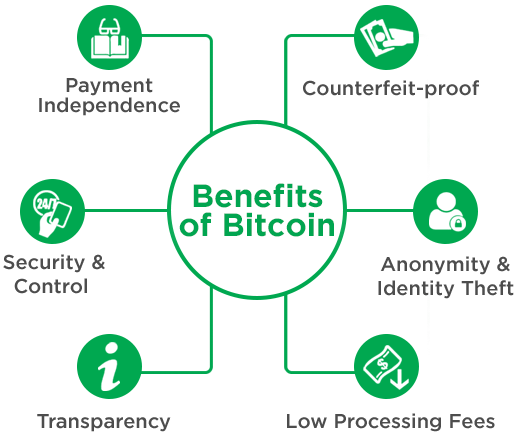 Payment
Independence
Counterfeit-proof
Benefits
of Bitcoin
24/7
Security &
Control
Anonymity &
Identity Theft
$
Transparency
Low Processing Fees